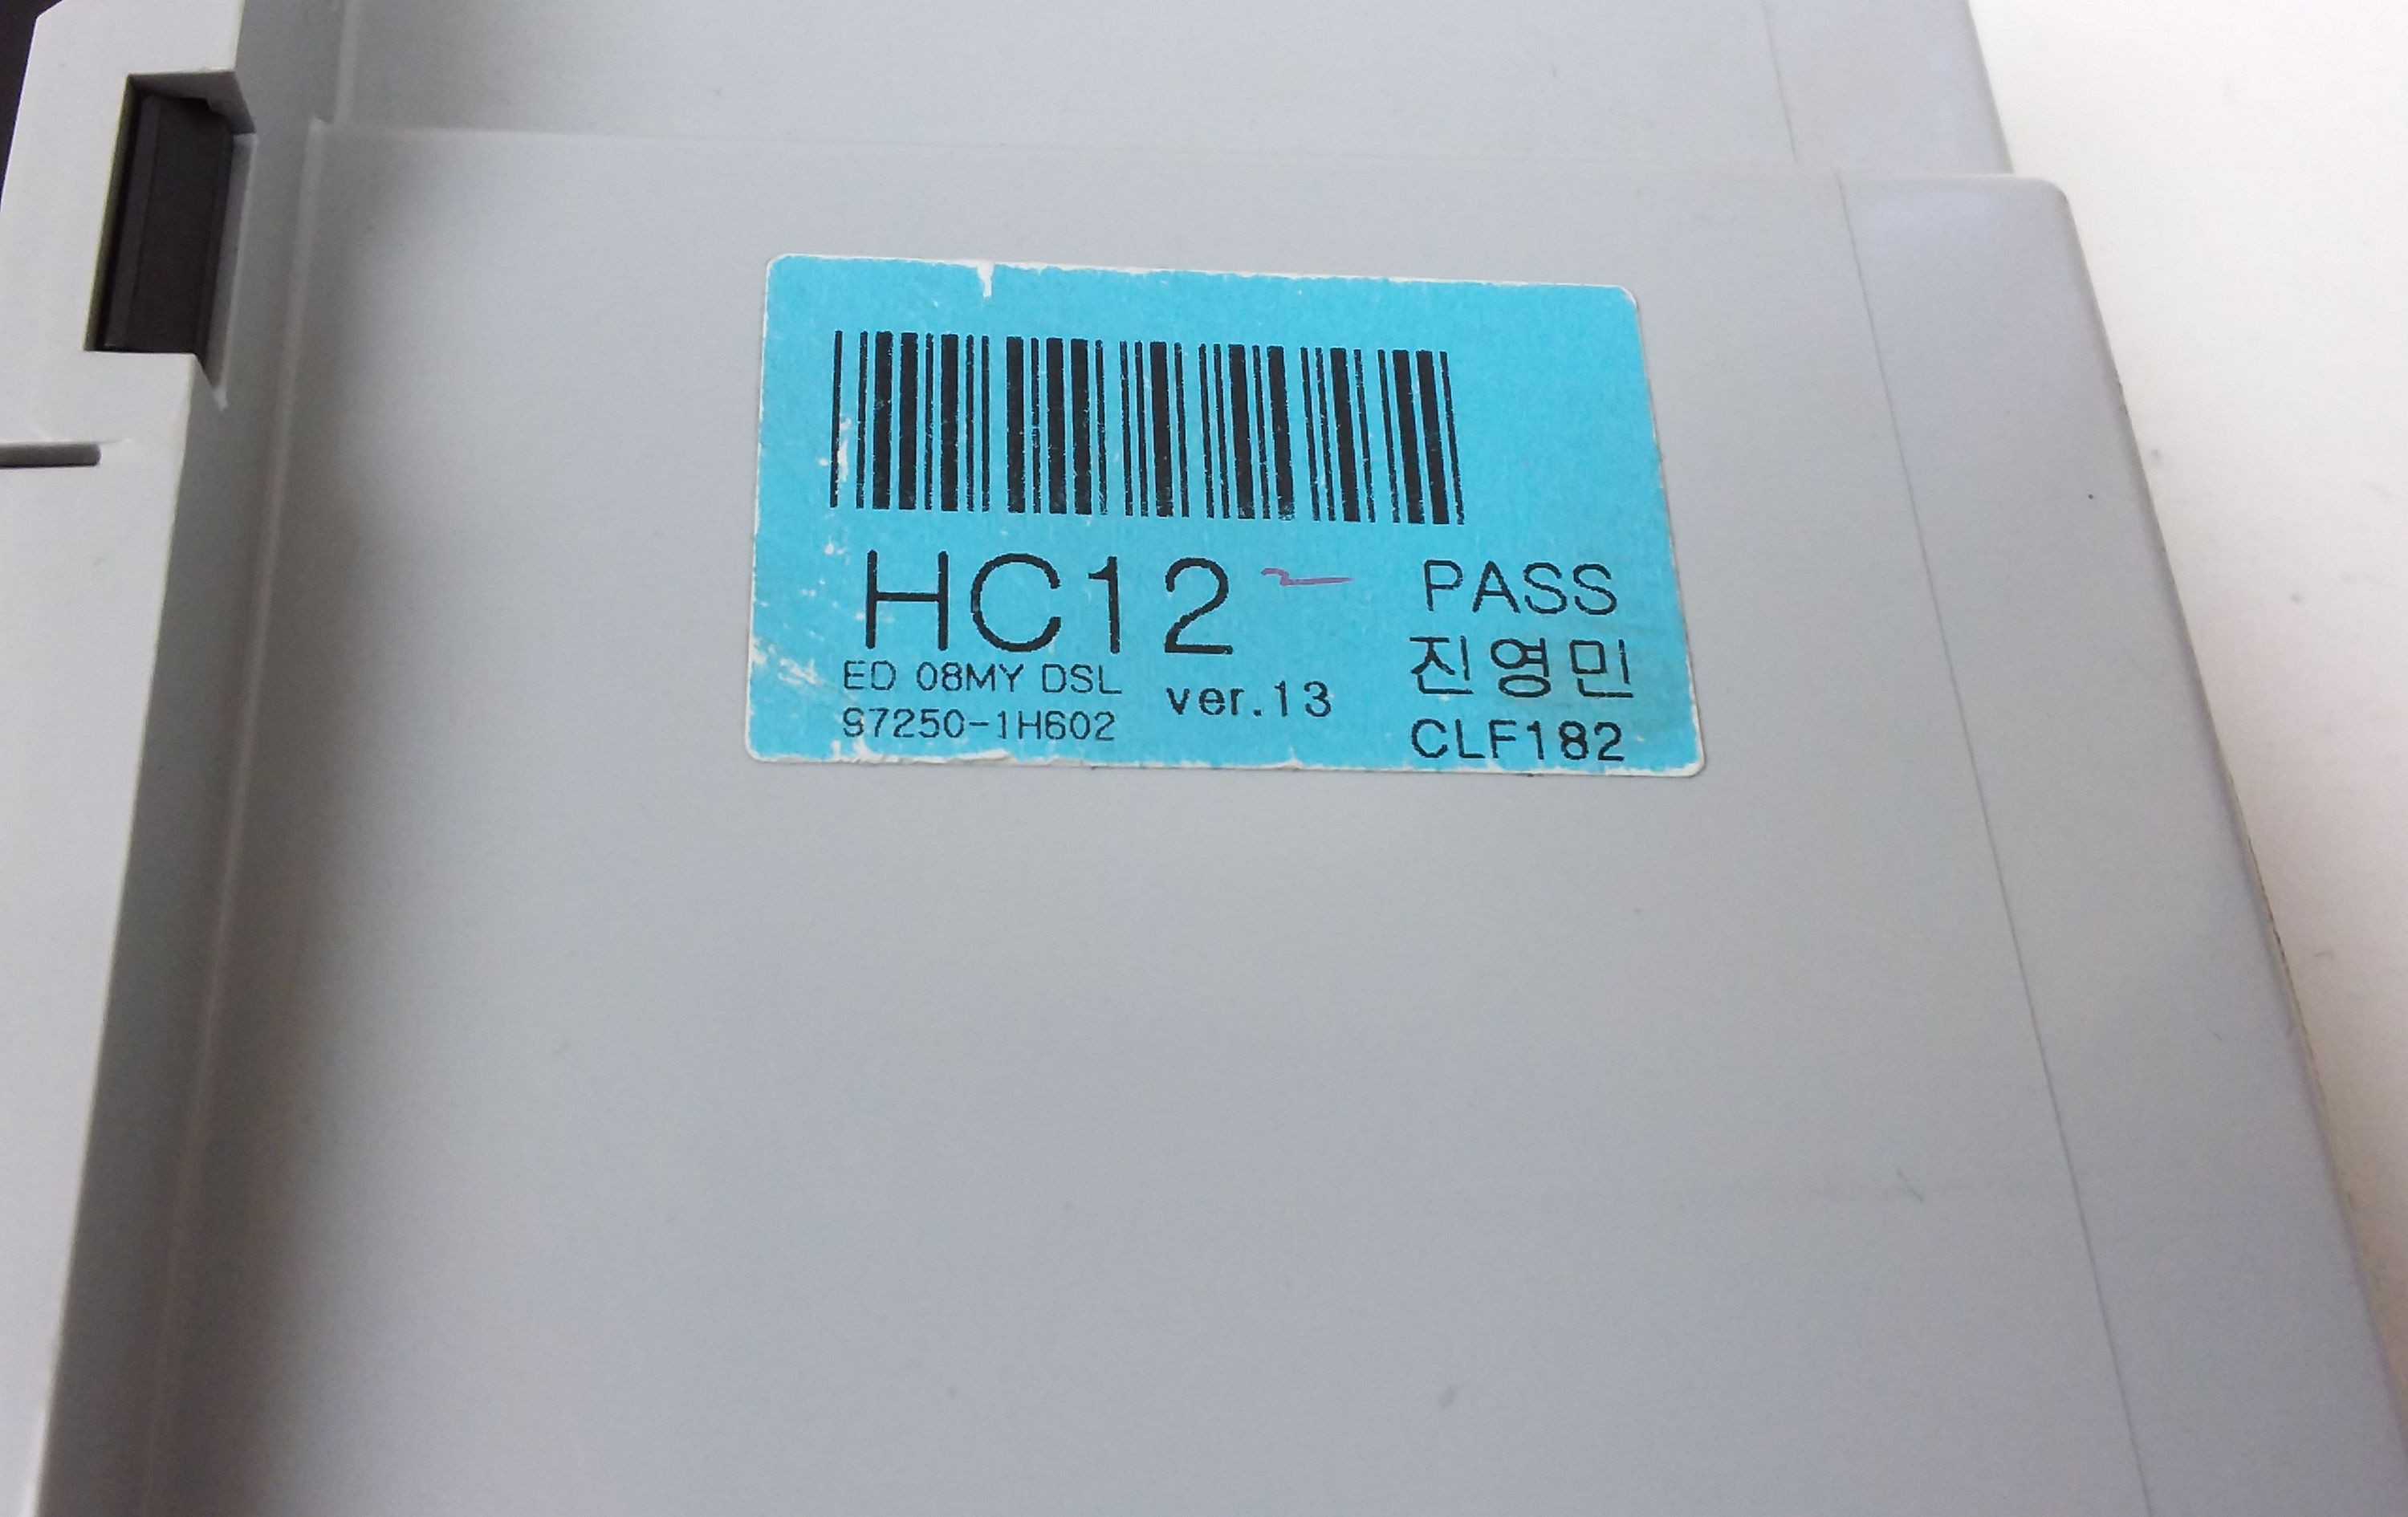 HC12
PASS
진영민
ED 08MY DSL
ver.13
97250-1H602
CLF182